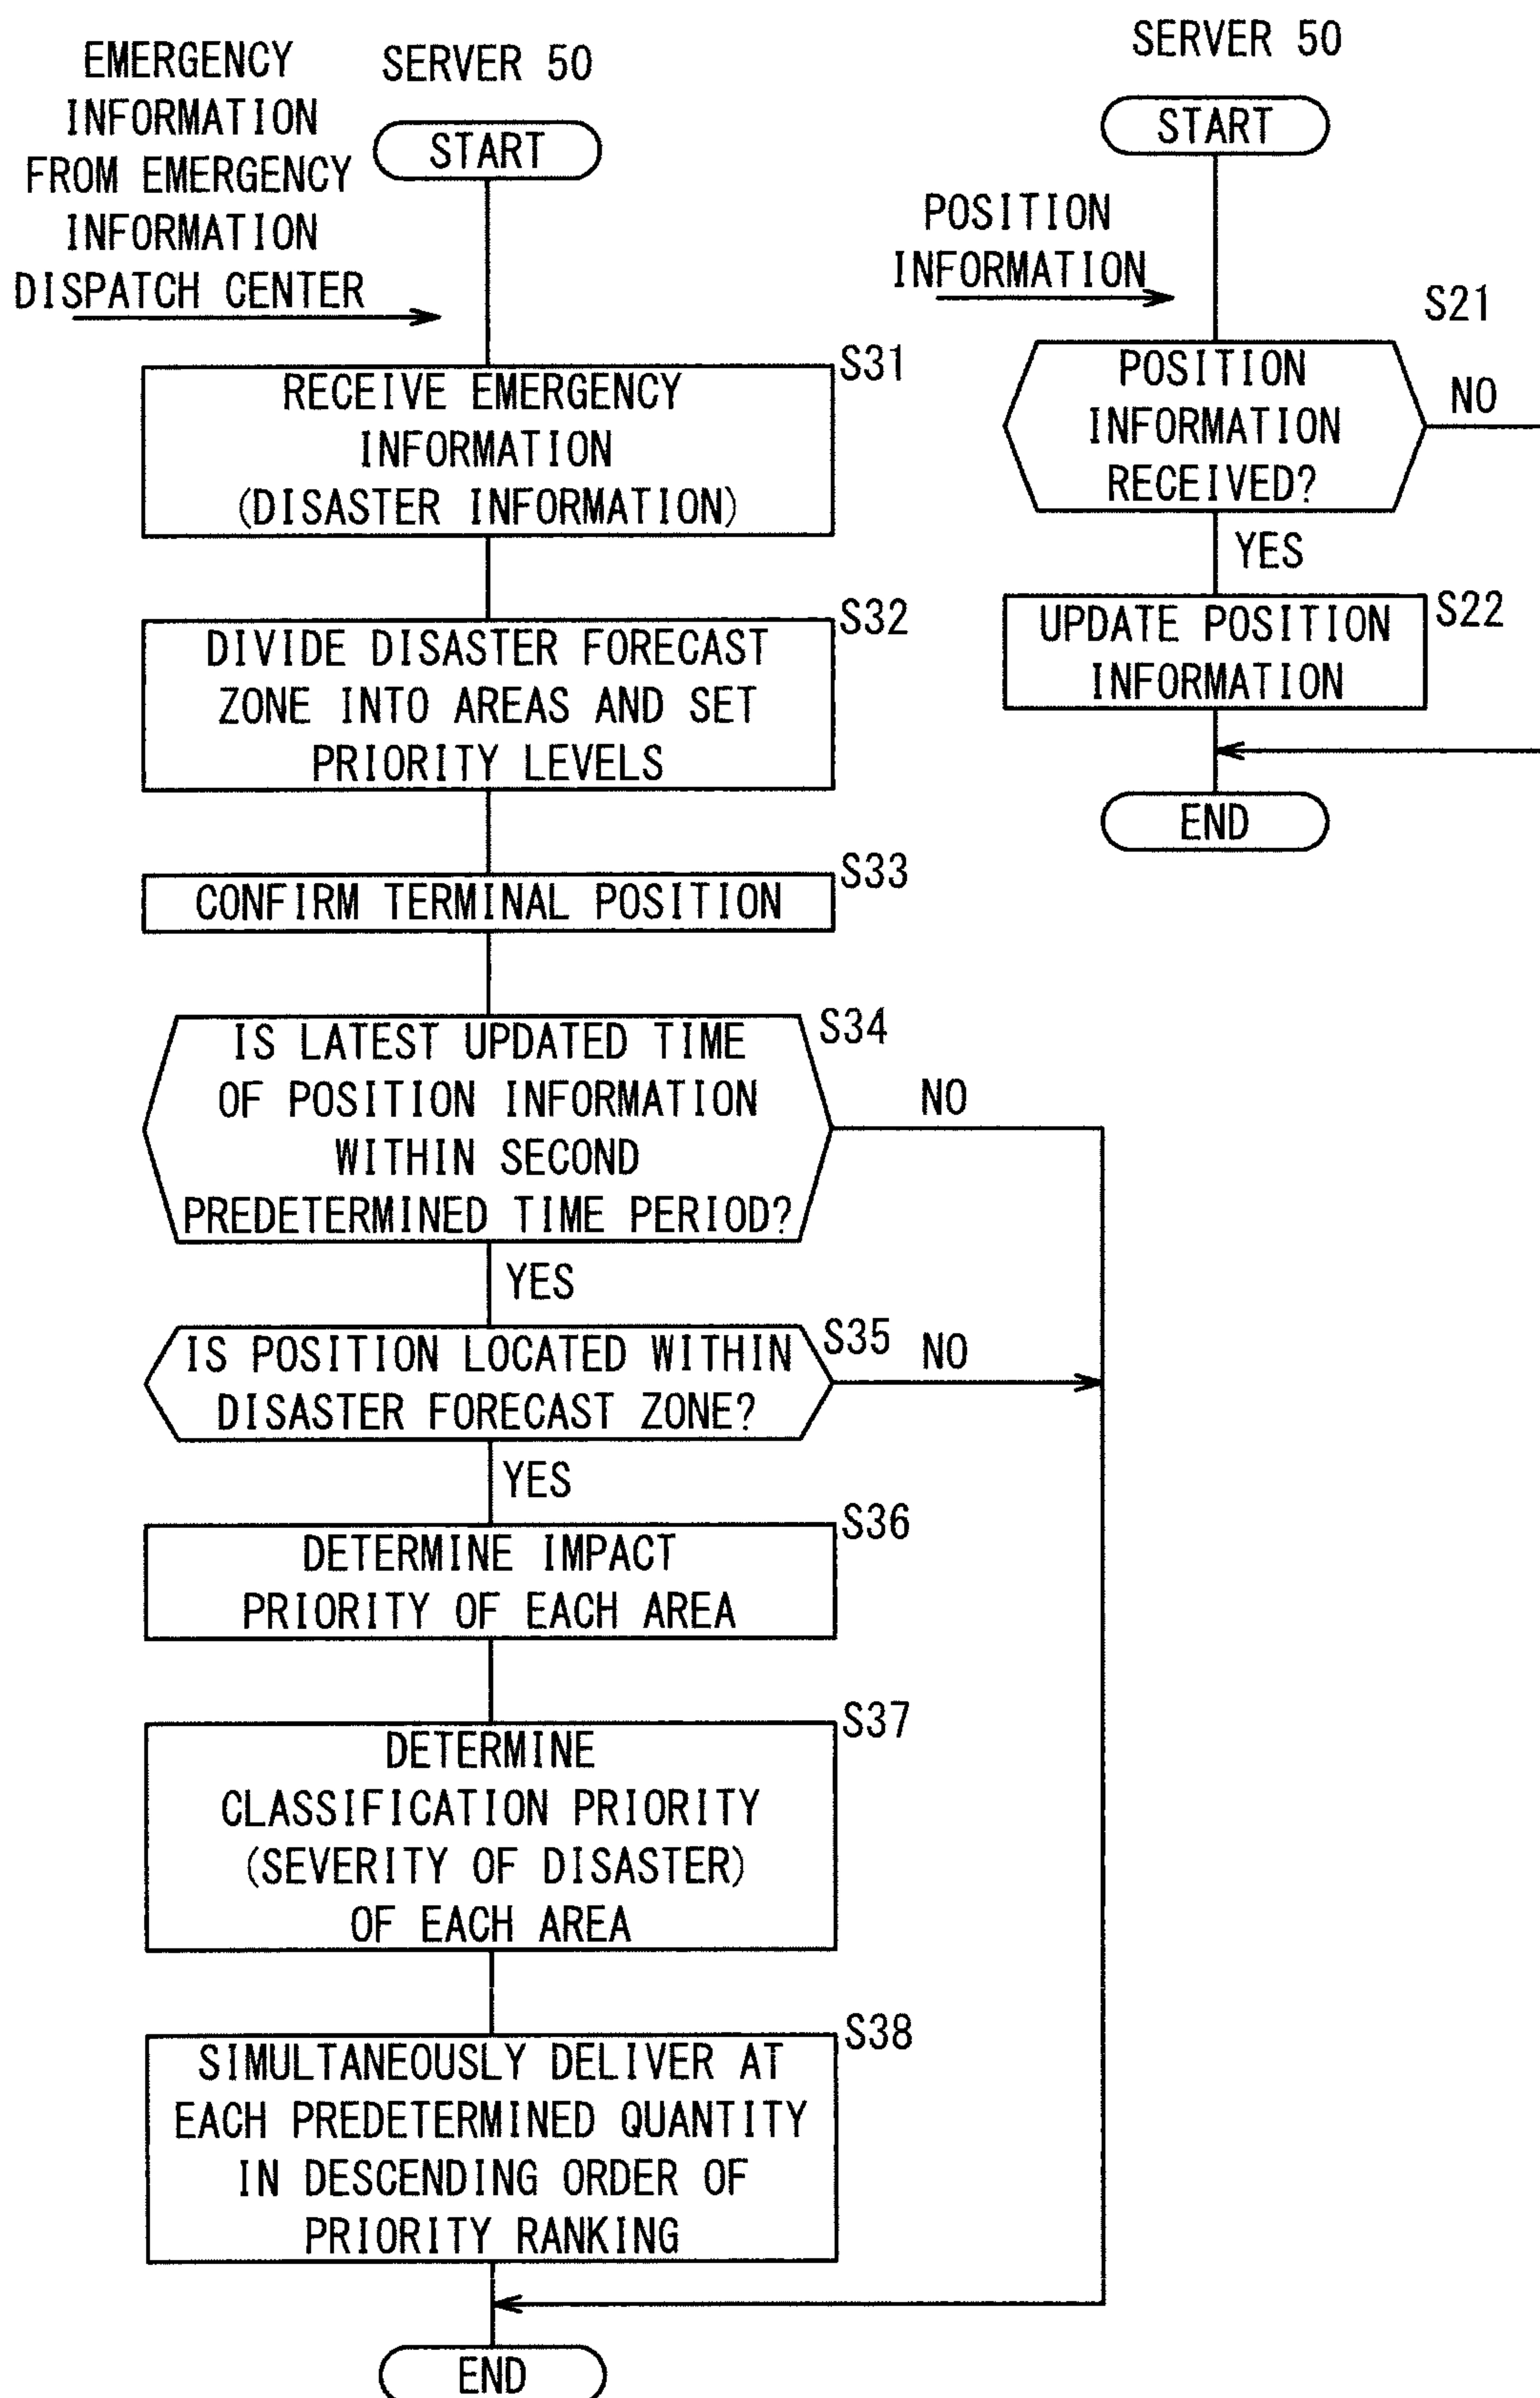 EMERGENCY
INFORMATION
FROM EMERGENCY
INFORMATION
DISPATCH CENTER
SERVER 50
START
RECEIVE EMERGENCY
INFORMATION
(DISASTER INFORMATION)
S31
DIVIDE DISASTER FORECAST
ZONE INTO AREAS AND SET
PRIORITY LEVELS
S32
CONFIRM TERMINAL POSITION
S33
IS LATEST UPDATED TIME
OF POSITION INFORMATION
WITHIN SECOND
PREDETERMINED TIME PERIOD?
S34
NO
YES
IS POSITION LOCATED WITHIN
DISASTER FORECAST ZONE?
S35
NO
YES
DETERMINE IMPACT
PRIORITY OF EACH AREA
S36
DETERMINE
CLASSIFICATION PRIORITY
(SEVERITY OF DISASTER)
OF EACH AREA
S37
SIMULTANEOUSLY DELIVER AT
EACH PREDETERMINED QUANTITY
IN DESCENDING ORDER OF
PRIORITY RANKING
S38
END
SERVER 50
START
POSITION
INFORMATION
S21
POSITION
INFORMATION
RECEIVED?
NO
YES
UPDATE POSITION
INFORMATION
S22
END